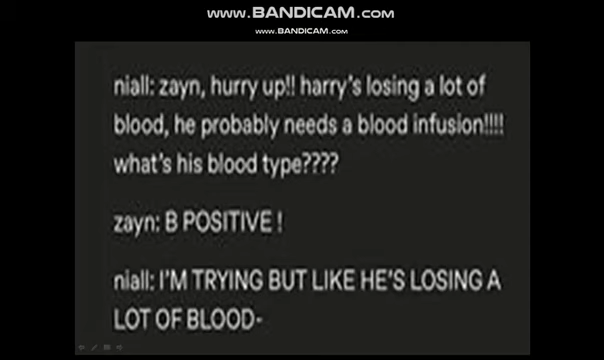 WWW.BANDICAM.COM
WWW.BANDICAM.COM
niall: zayn, hurry up!! harry's losing a lot of
blood, he probably needs a blood infusion!!!!
what's his blood type????
zayn: B POSITIVE !
niall: I'M TRYING BUT LIKE HE'S LOSING A
LOT OF BLOOD-